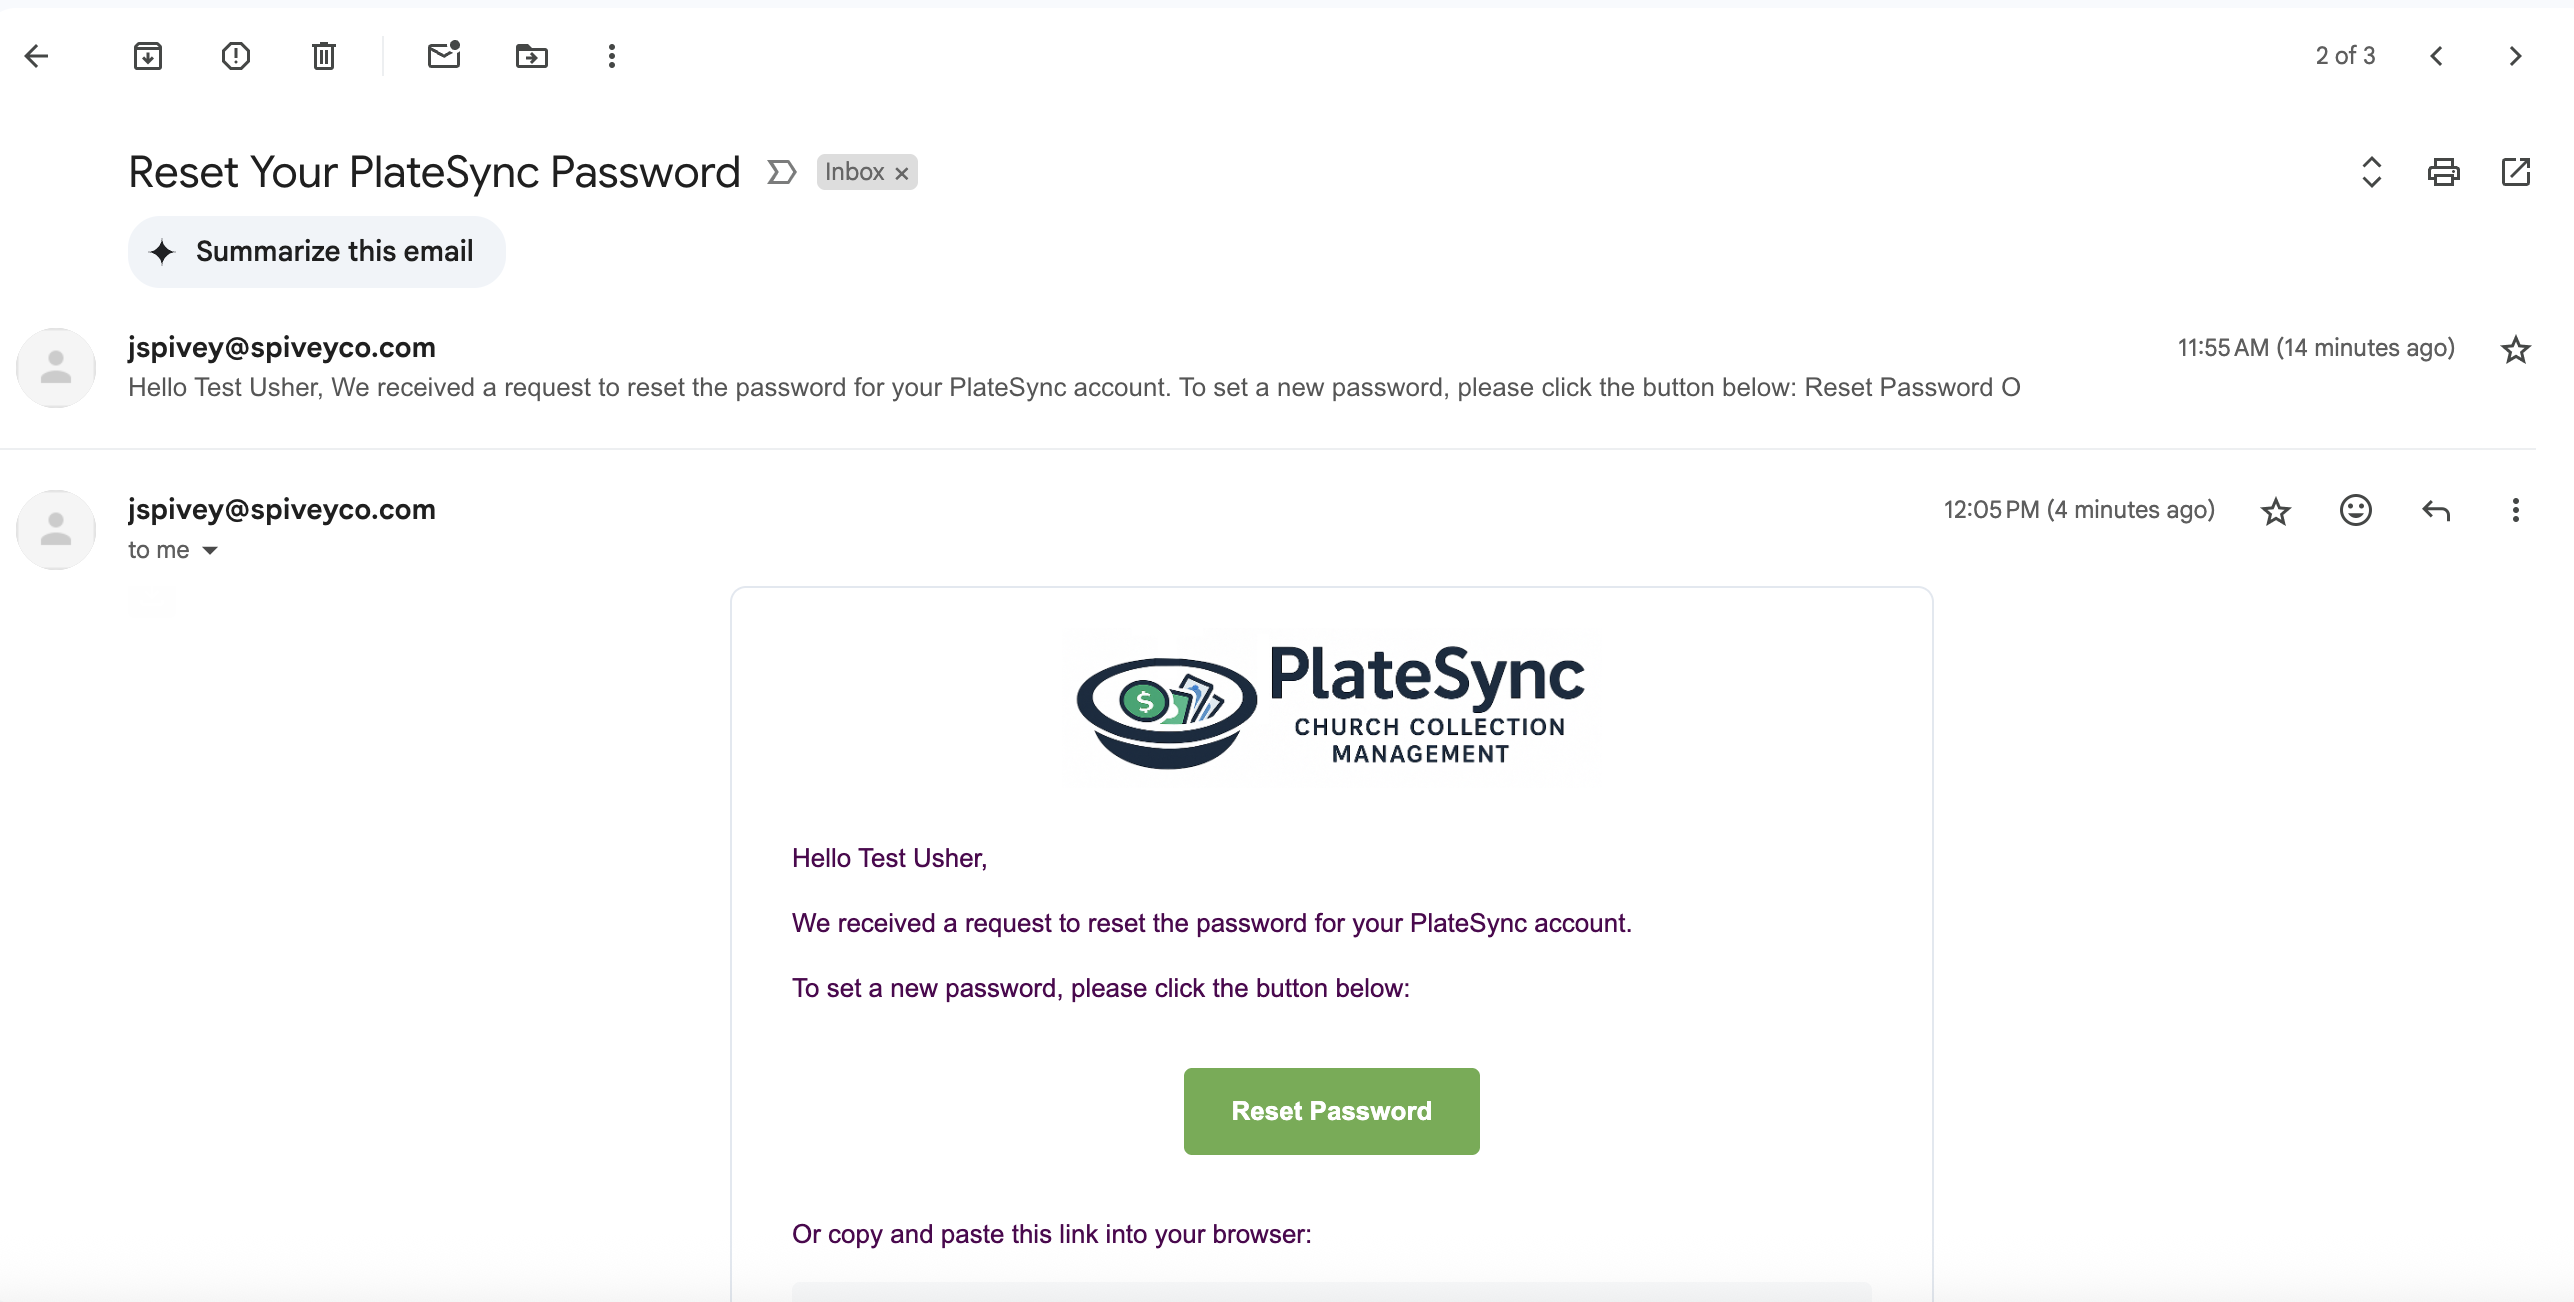 2 of 3
Reset Your PlateSync Password
Inbox ×
Summarize this email
jspivey@spiveyco.com
11:55 AM (14 minutes ago)
Hello Test Usher, We received a request to reset the password for your PlateSync account. To set a new password, please click the button below: Reset Password O
jspivey@spiveyco.com
12:05 PM (4 minutes ago)
to me
$
PlateSync
CHURCH COLLECTION
MANAGEMENT
Hello Test Usher,
We received a request to reset the password for your PlateSync account.
To set a new password, please click the button below:
Reset Password
Or copy and paste this link into your browser: